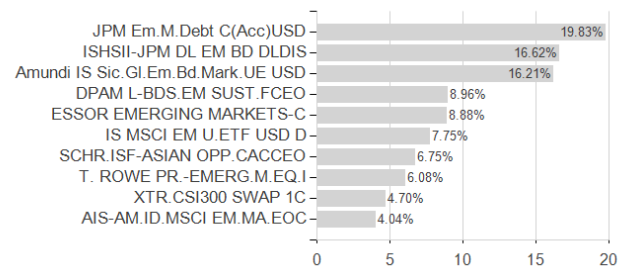 JPM Em.M.Debt C(Acc)USD 19.83%
ISHSII-JPM DL EM BD DLDIS 16.62%
Amundi IS Sic.Gl.Em.Bd.Mark.UE USD 16.21%
DPAM L-BDS.EM SUST.FCEO 8.96%
ESSOR EMERGING MARKETS-C 8.88%
IS MSCI EM U.ETF USD D 7.75%
SCHR.ISF-ASIAN OPP.CACCEO 6.75%
T. ROWE PR.-EMERG.M.EQ.I 6.08%
XTR.CSI300 SWAP 1C 4.70%
AIS-AM.ID.MSCI EM.MA.EOC 4.04%
0 5 10 15 20